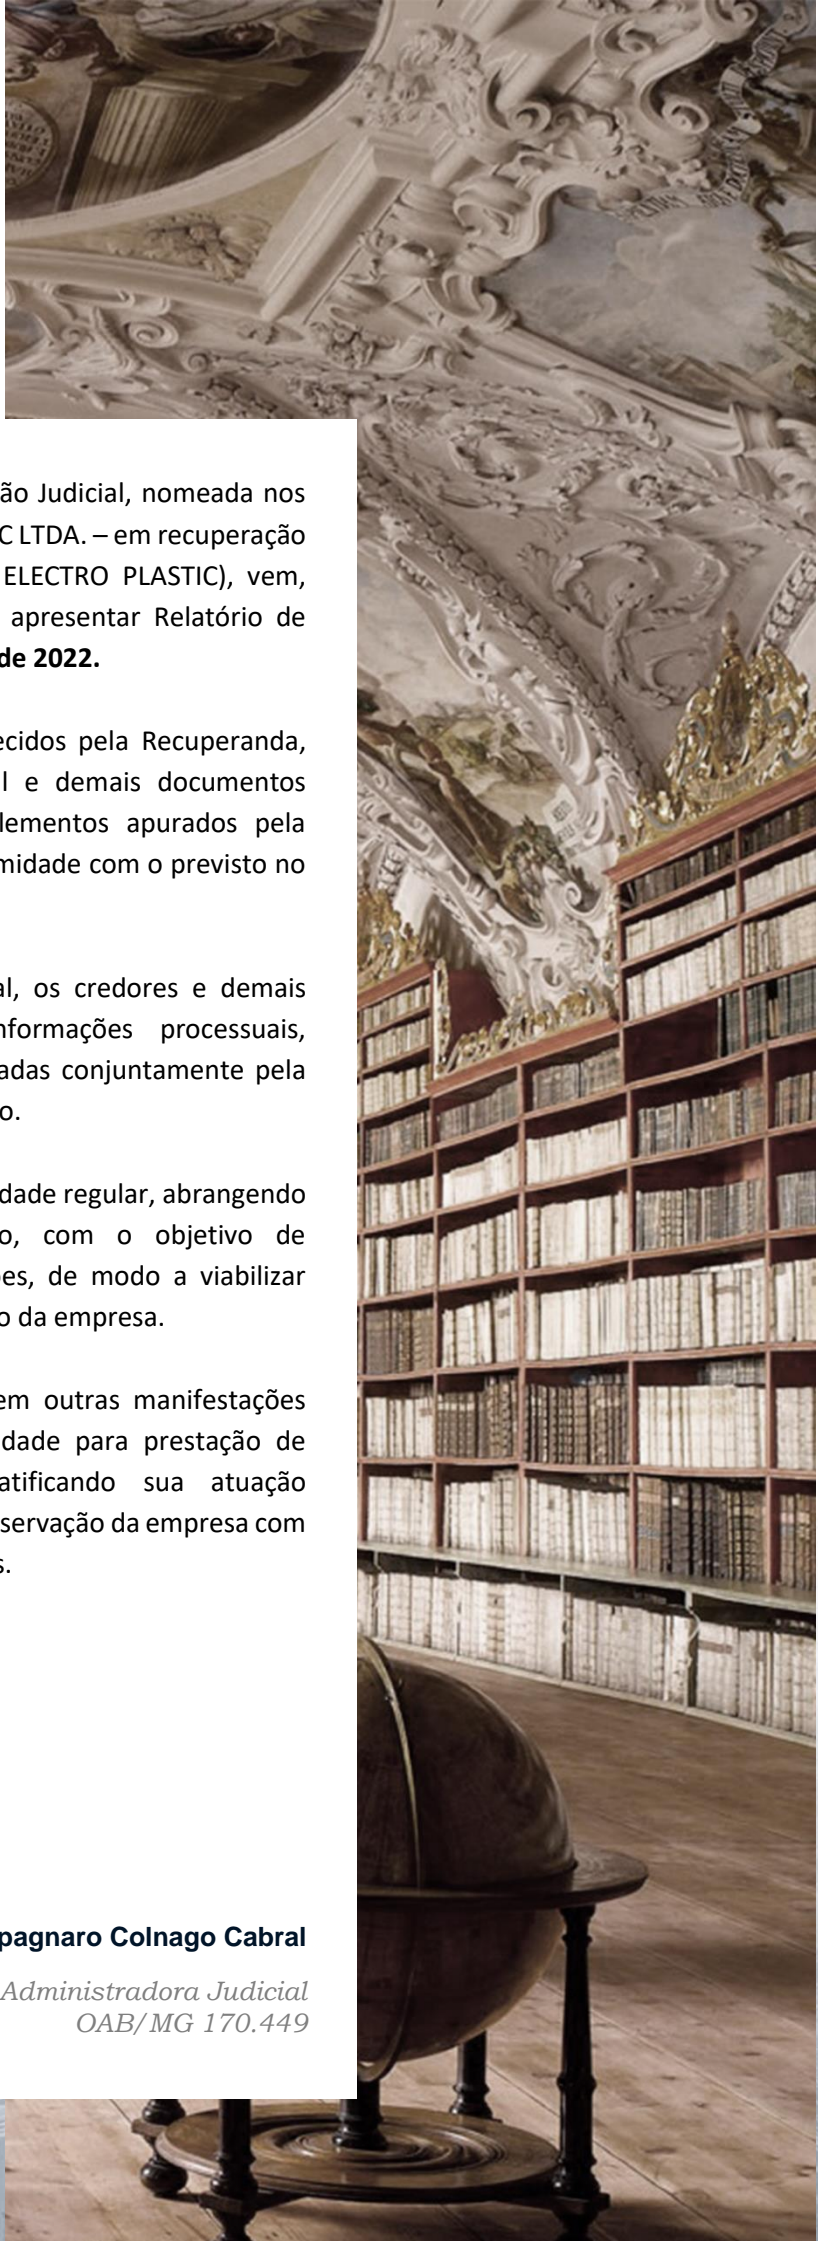 ão Judicial, nomeada nos
C LTDA. – em recuperação
ELECTRO PLASTIC), vem,
apresentar Relatório de
de 2022.
ecidos pela Recuperanda,
l e demais documentos
lementos apurados pela
midade com o previsto no
al, os credores e demais
nformações processuais,
adas conjuntamente pela
o.
dade regular, abrangendo
o, com o objetivo de
ões, de modo a viabilizar
o da empresa.
em outras manifestações
dade para prestação de
atificando sua atuação
servação da empresa com
s.
pagnaro Colnago Cabral
Administradora Judicial
OAB/MG 170.449